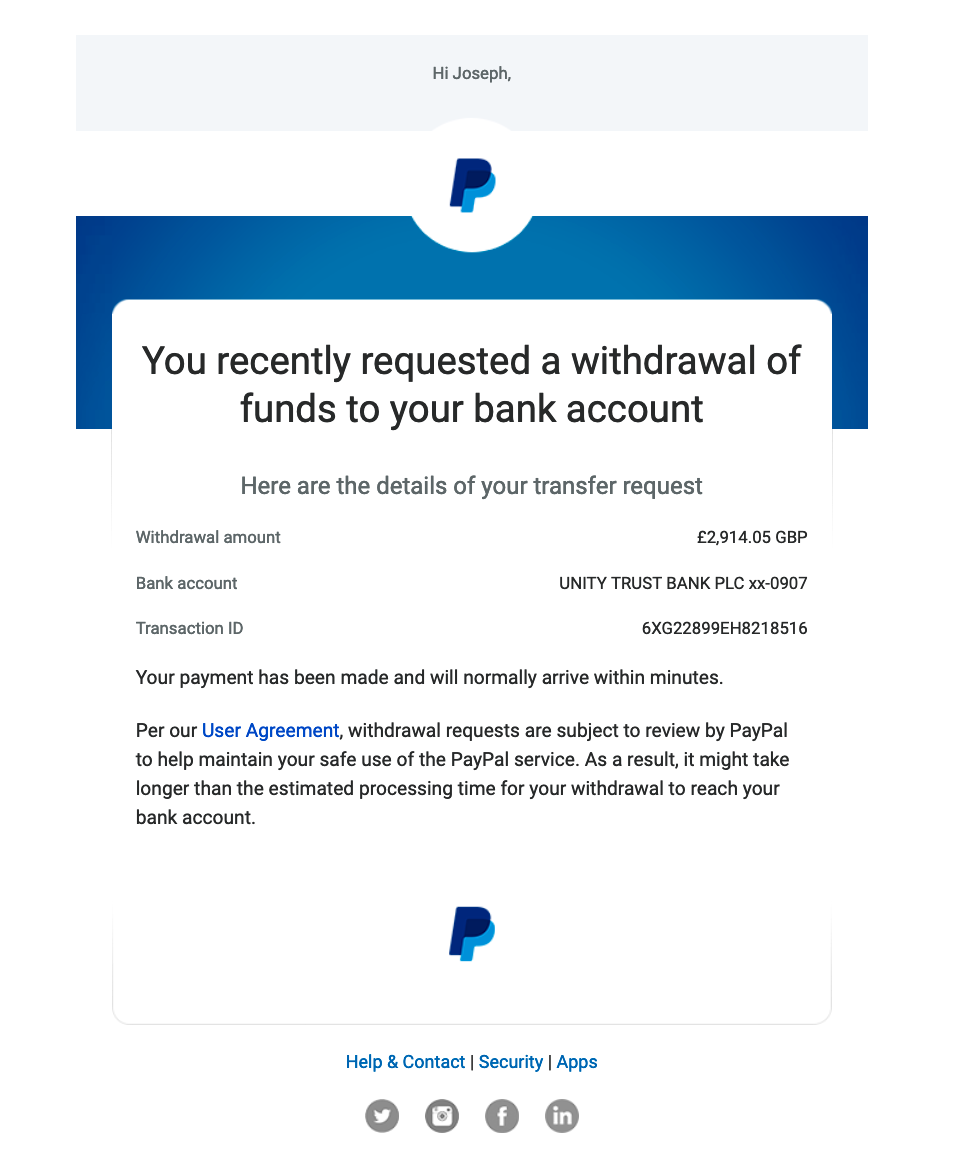 Hi Joseph,
You recently requested a withdrawal of
funds to your bank account
Here are the details of your transfer request
Withdrawal amount £2,914.05 GBP
Bank account UNITY TRUST BANK PLC xx-0907
Transaction ID 6XG22899EH8218516
Your payment has been made and will normally arrive within minutes.
Per our User Agreement, withdrawal requests are subject to review by PayPal
to help maintain your safe use of the PayPal service. As a result, it might take
longer than the estimated processing time for your withdrawal to reach your
bank account.
Help & Contact | Security | Apps